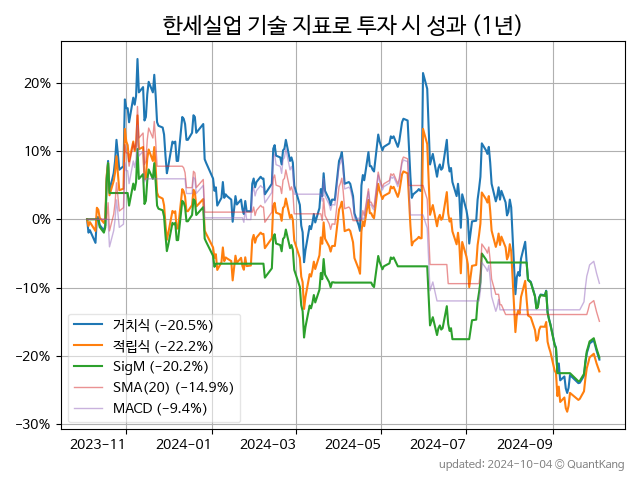 한세실업 기술 지표로 투자 시 성과 (1년)
20%
10%
0%
−10%
−20%
−30%
거치식 (−20.5%)
적립식 (−22.2%)
SigM (−20.2%)
SMA(20) (−14.9%)
MACD (−9.4%)
2023-11
2024-01
2024-03
2024-05
2024-07
2024-09
updated: 2024-10-04 © QuantKang